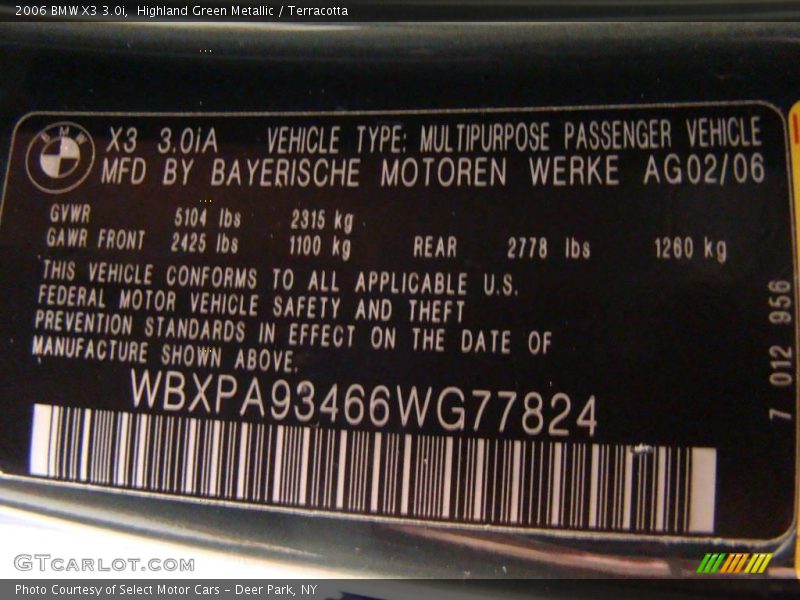 2006 BMW X3 3.0i, Highland Green Metallic / Terracotta
BMW
X3 3.0iA VEHICLE TYPE: MULTIPURPOSE PASSENGER VEHICLE
MFD BY BAYERISCHE MOTOREN WERKE AG02/06
GVWR 5104 lbs 2315 kg
GAWR FRONT 2425 lbs 1100 kg REAR 2778 lbs 1260 kg
THIS VEHICLE CONFORMS TO ALL APPLICABLE U.S.
FEDERAL MOTOR VEHICLE SAFETY AND THEFT
PREVENTION STANDARDS IN EFFECT ON THE DATE OF
MANUFACTURE SHOWN ABOVE.
WBXPA93466WG77824
7 012 956
GTCARLOT.COM
Photo Courtesy of Select Motor Cars - Deer Park, NY